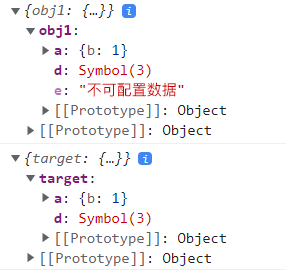 ▼ {obj1: {…}} i
▼ obj1:
▶ a: {b: 1}
d: Symbol(3)
e: "不可配置数据"
▶ [[Prototype]]: Object
▶ [[Prototype]]: Object
▼ {target: {…}} i
▼ target:
▶ a: {b: 1}
d: Symbol(3)
▶ [[Prototype]]: Object
▶ [[Prototype]]: Object